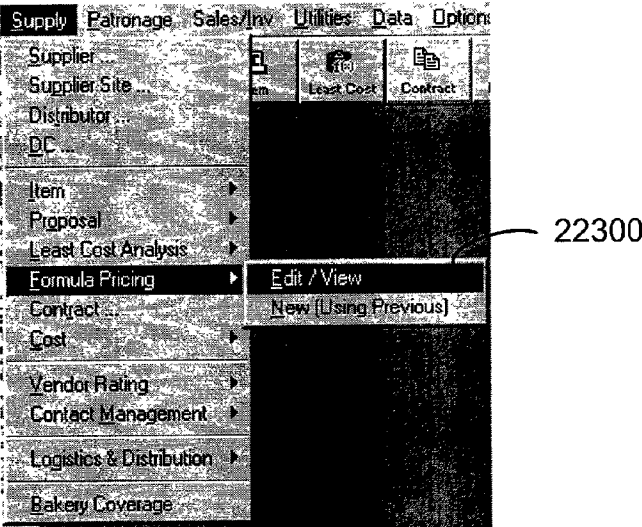 Supply Patronage Sales/Inv Utilities Data Option
Supplier ...
Supplier Site ...
Distributor ...
DC ...
Least Cost
Contract
Item
Proposal
Least Cost Analysis
Formula Pricing
Edit / View
22300
New (Using Previous)
Contract ...
Cost
Vendor Rating
Contact Management
Logistics & Distribution
Bakery Coverage